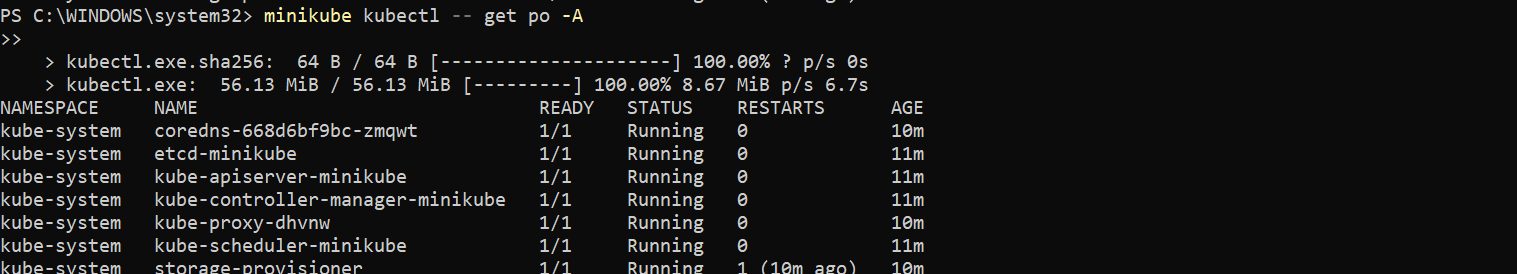 PS C:\WINDOWS\system32> minikube kubectl -- get po -A
>>
    > kubectl.exe.sha256:  64 B / 64 B [---------------------] 100.00% ? p/s 0s
    > kubectl.exe:  56.13 MiB / 56.13 MiB [---------] 100.00% 8.67 MiB p/s 6.7s
NAMESPACE     NAME                               READY   STATUS    RESTARTS      AGE
kube-system   coredns-668d6bf9bc-zmqwt           1/1     Running   0             10m
kube-system   etcd-minikube                      1/1     Running   0             11m
kube-system   kube-apiserver-minikube            1/1     Running   0             11m
kube-system   kube-controller-manager-minikube   1/1     Running   0             11m
kube-system   kube-proxy-dhvnw                   1/1     Running   0             10m
kube-system   kube-scheduler-minikube            1/1     Running   0             11m
kube-system   storage-provisioner                1/1     Running   1 (10m ago)   10m